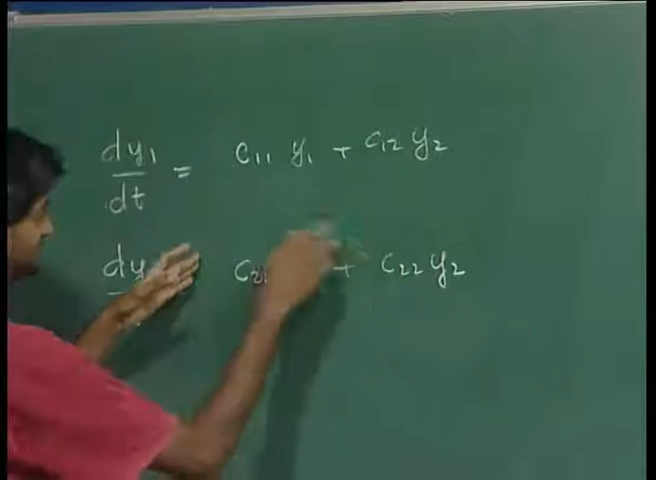 dy₁/dt = c₁₁ y₁ + c₁₂ y₂
dy c₂₁ + c₂₂ y₂